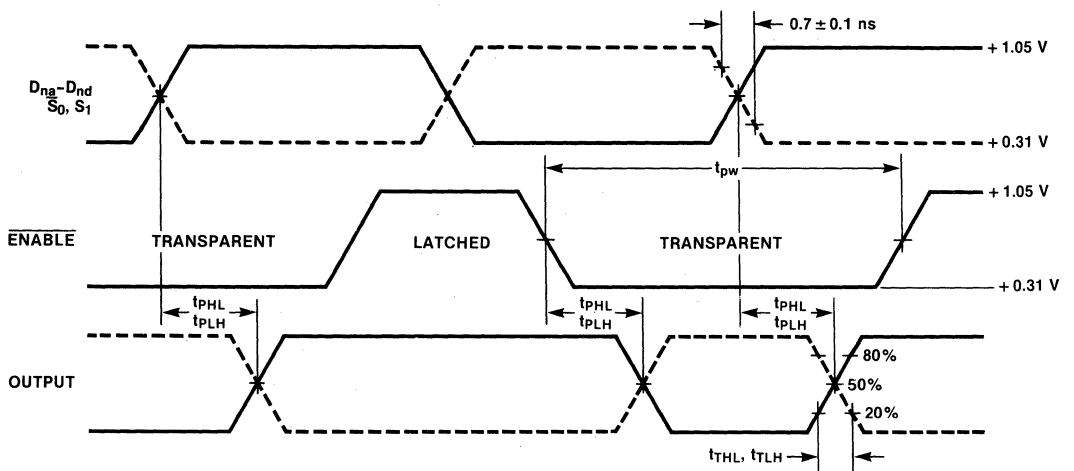 0.7 ± 0.1 ns
+ 1.05 V
Dna–Dnd
S̅0, S1
+ 0.31 V
tpw
+ 1.05 V
E̅N̅A̅B̅L̅E̅
TRANSPARENT
LATCHED
TRANSPARENT
+ 0.31 V
tPHL
tPLH
tPHL
tPLH
tPHL
tPLH
80%
OUTPUT
50%
20%
tTHL, tTLH